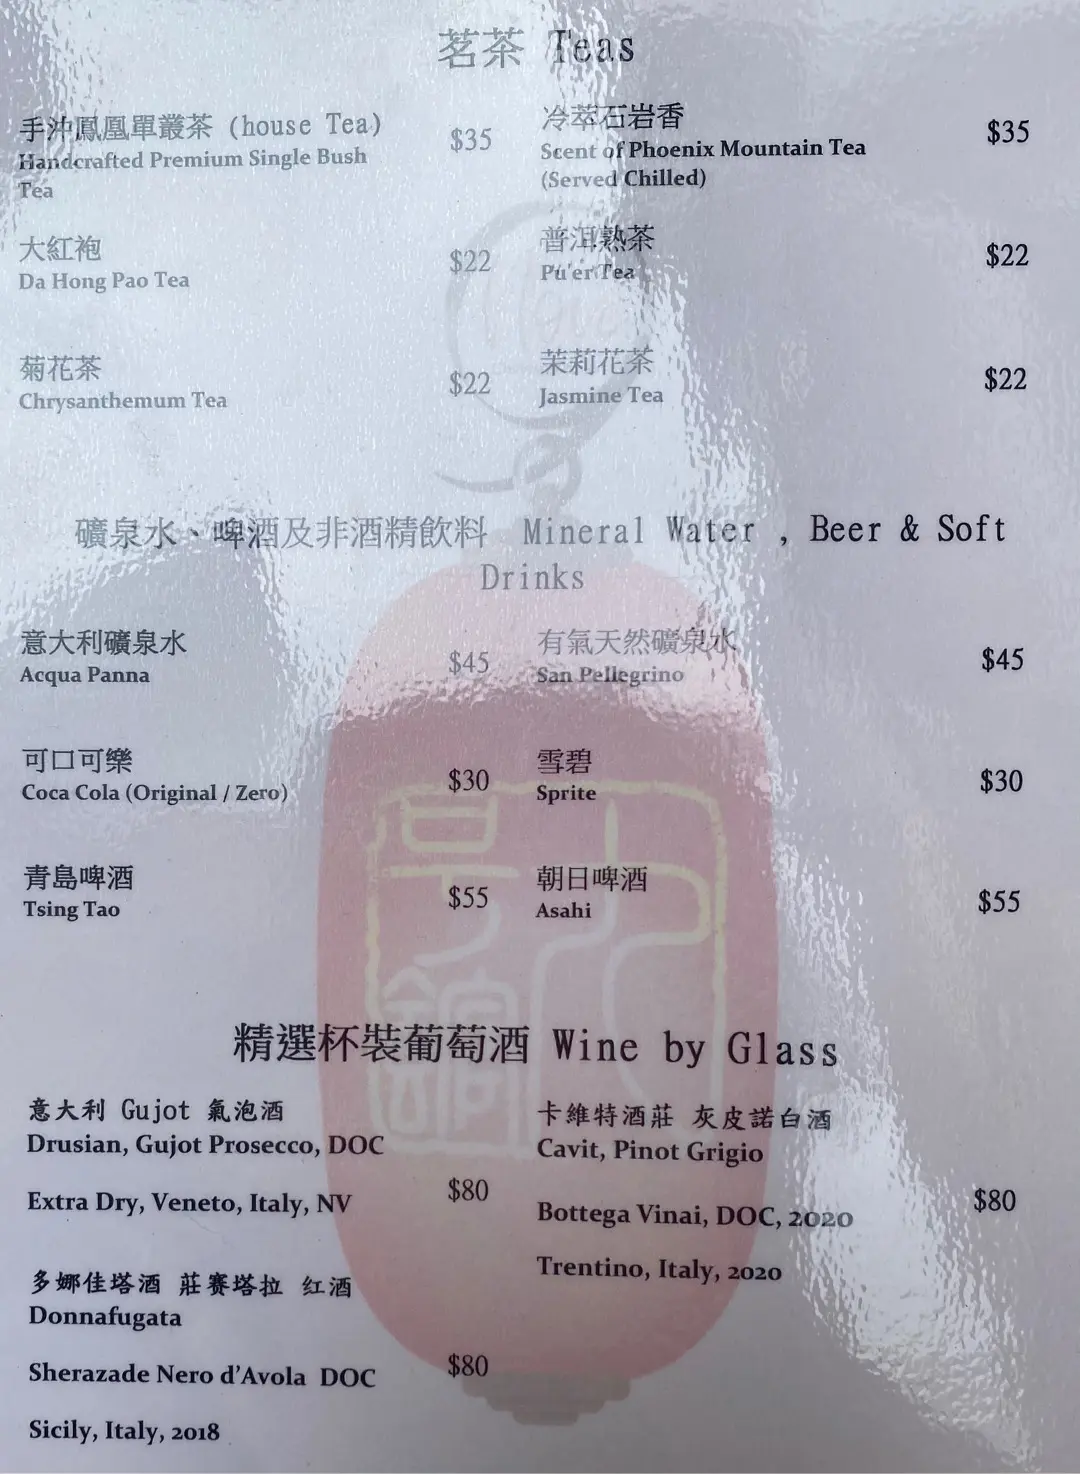 茗茶 Teas
手沖鳳凰單叢茶 (house Tea)
Handcrafted Premium Single Bush
Tea
$35
冷萃石岩香
Scent of Phoenix Mountain Tea
(Served Chilled)
$35
大紅袍
Da Hong Pao Tea
$22
普洱熟茶
Pu'er Tea
$22
菊花茶
Chrysanthemum Tea
$22
茉莉花茶
Jasmine Tea
$22
礦泉水、啤酒及非酒精飲料 Mineral Water , Beer & Soft
Drinks
意大利礦泉水
Acqua Panna
$45
有氣天然礦泉水
San Pellegrino
$45
可口可樂
Coca Cola (Original / Zero)
$30
雪碧
Sprite
$30
青島啤酒
Tsing Tao
$55
朝日啤酒
Asahi
$55
精選杯裝葡萄酒 Wine by Glass
意大利 Gujot 氣泡酒
Drusian, Gujot Prosecco, DOC
Extra Dry, Veneto, Italy, NV
$80
卡維特酒莊 灰皮諾白酒
Cavit, Pinot Grigio
Bottega Vinai, DOC, 2020
Trentino, Italy, 2020
$80
多娜佳塔酒 莊赛塔拉 红酒
Donnafugata
Sherazade Nero d'Avola DOC
Sicily, Italy, 2018
$80